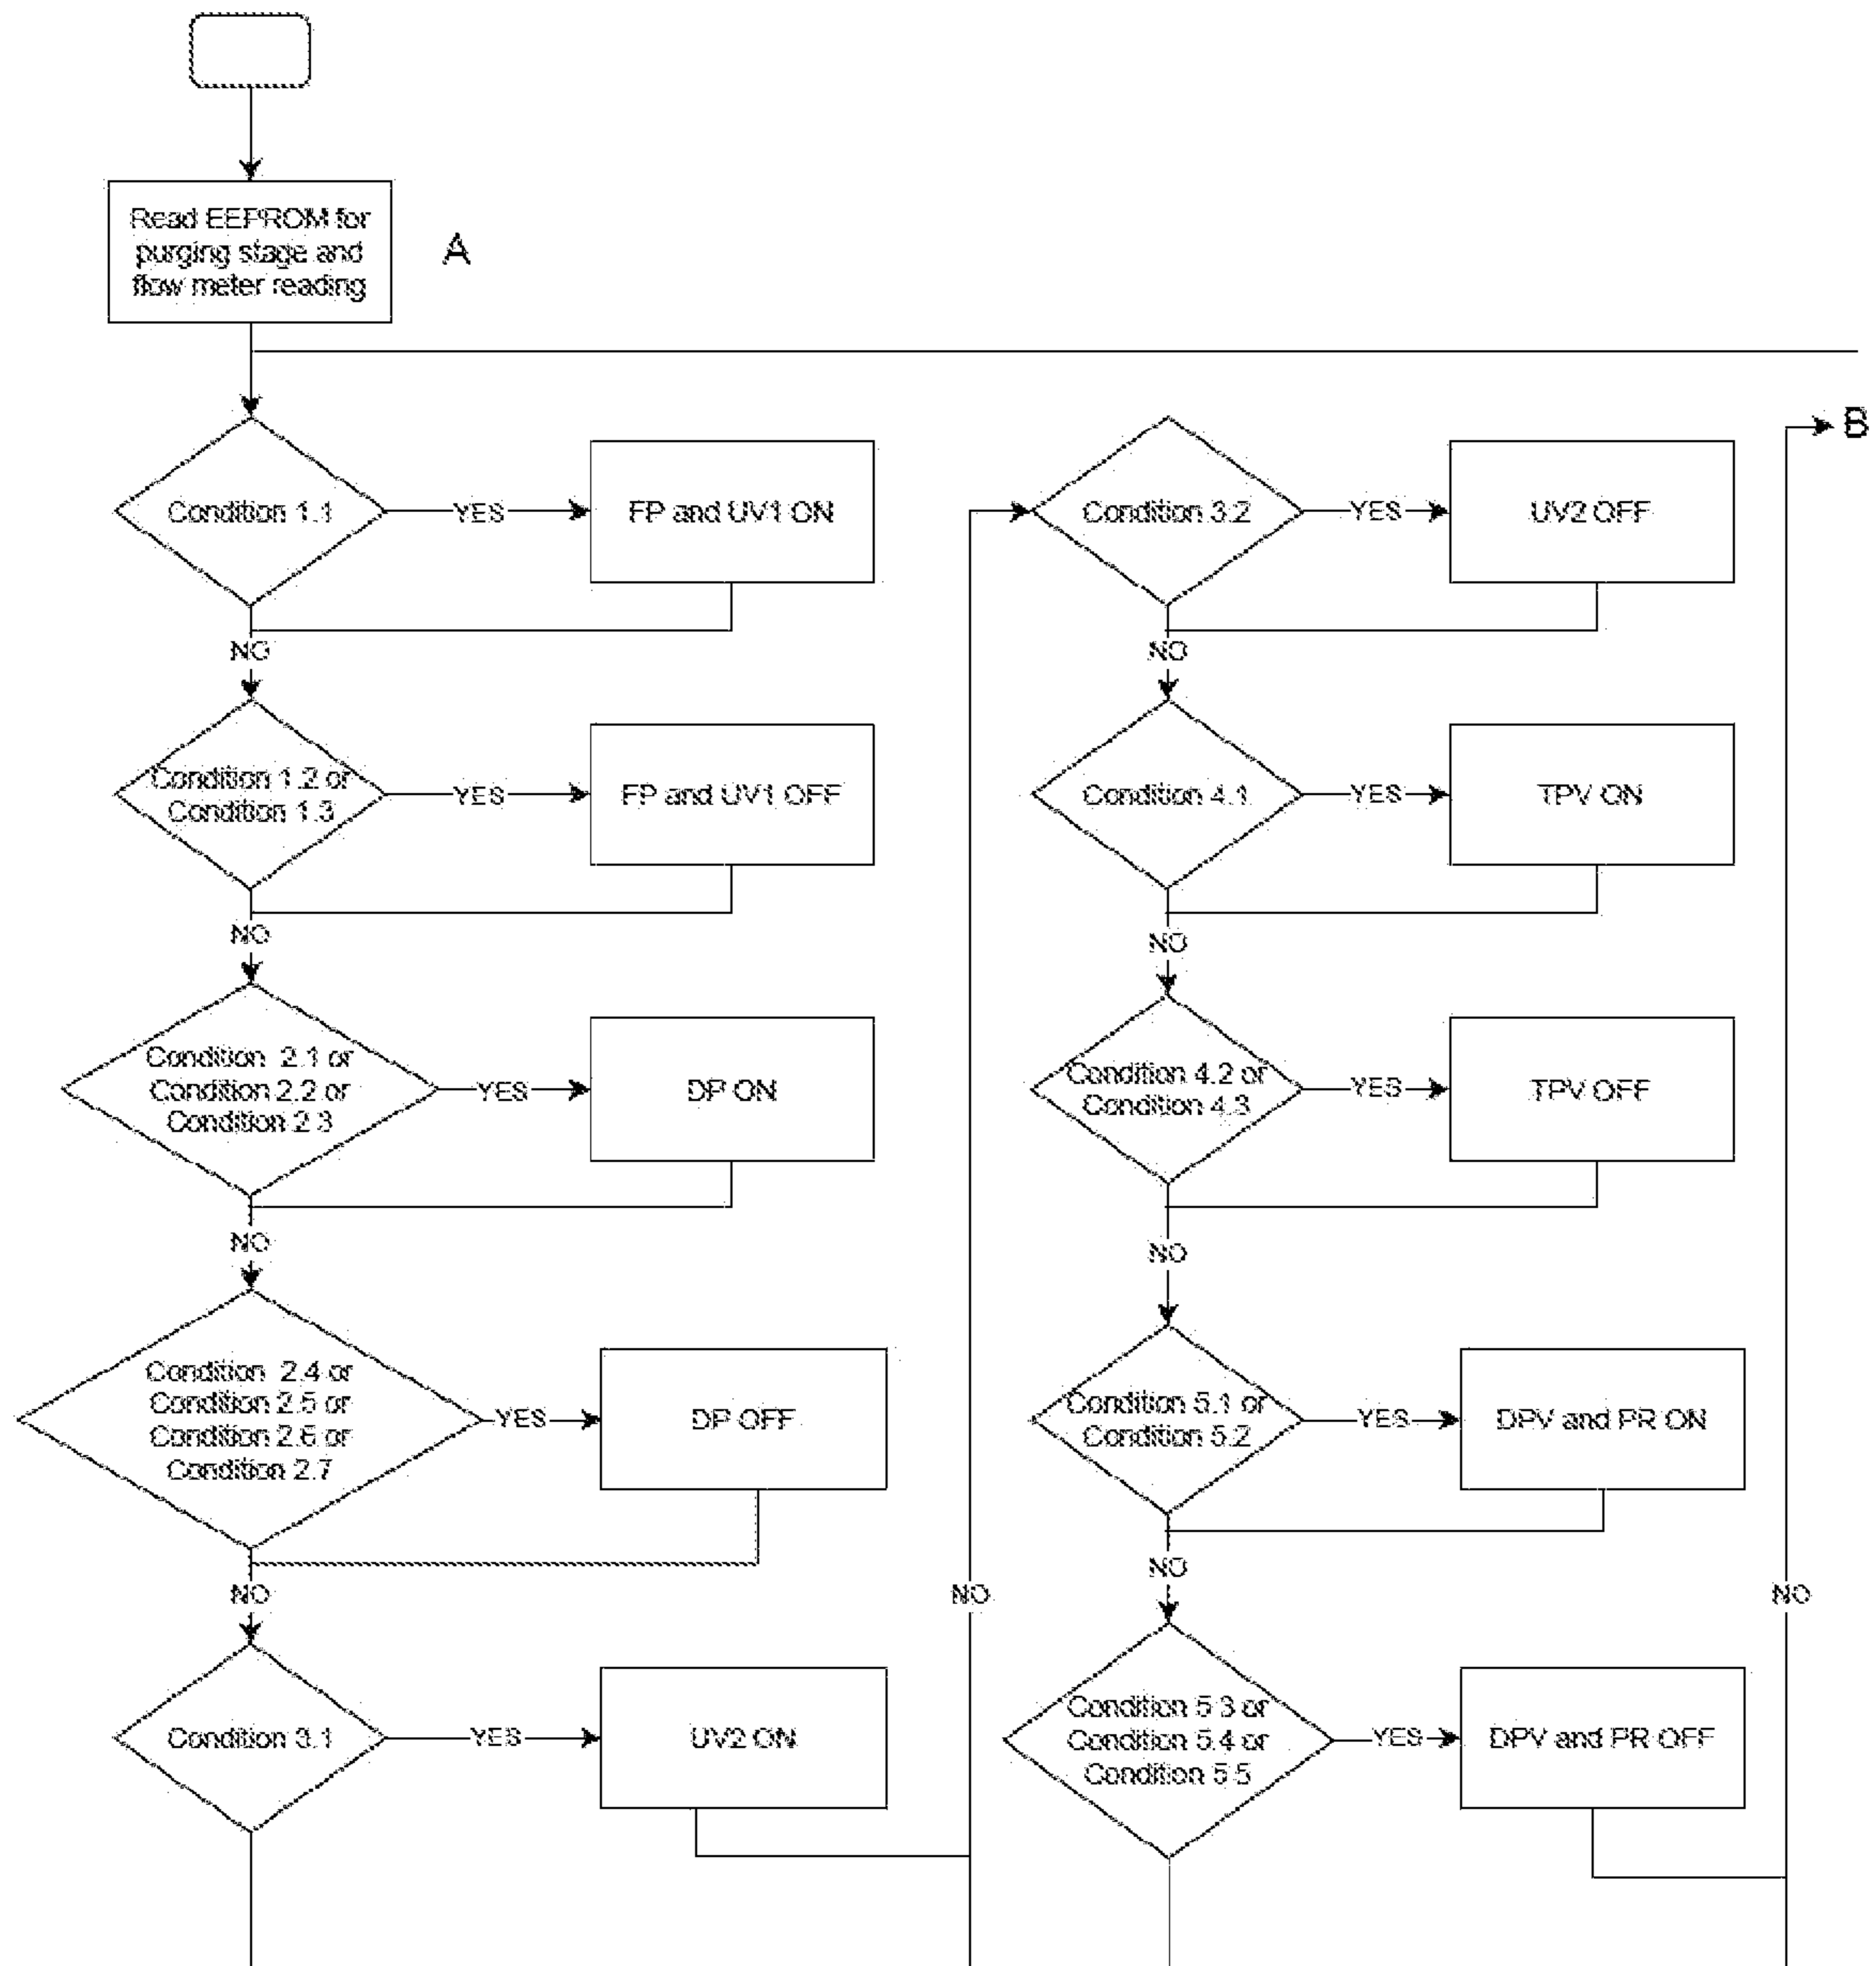 Read EEPROM for
purging stage and
flow meter reading
A
Condition 1.1
YES
FP and UV1 ON
NO
Condition 1.2 or
Condition 1.3
YES
FP and UV1 OFF
NO
Condition 2.1 or
Condition 2.2 or
Condition 2.3
YES
DP ON
NO
Condition 2.4 or
Condition 2.5 or
Condition 2.6 or
Condition 2.7
YES
DP OFF
NO
Condition 3.1
YES
UV2 ON
NO
Condition 3.2
YES
UV2 OFF
NO
Condition 4.1
YES
TPV ON
NO
Condition 4.2 or
Condition 4.3
YES
TPV OFF
NO
Condition 5.1 or
Condition 5.2
YES
DPV and PR ON
NO
Condition 5.3 or
Condition 5.4 or
Condition 5.5
YES
DPV and PR OFF
NO
B